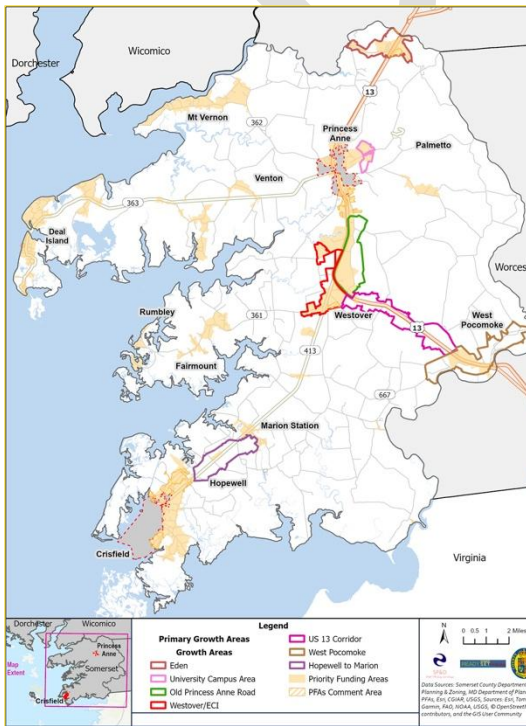 Dorchester
Wicomico
13
Mt Vernon
362
Princess
Anne
Palmetto
Venton
363
Deal
Island
Worces
West
Pocomoke
Rumbley
361
Westover
13
Fairmount
413
667
Marion Station
Hopewell
Crisfield
Virginia
Dorchester
Wicomico
Princess
Anne
Somerset
Map
Extent
Crisfield
Legend
Primary Growth Areas
Growth Areas
Eden
University Campus Area
Old Princess Anne Road
Westover/ECI
US 13 Corridor
West Pocomoke
Hopewell to Marion
Priority Funding Areas
PFAs Comment Area
N
0 0.5 1 2 Miles
Data Sources: Somerset County Department
Planning & Zoning, MD Department of Plan
PFAs, Esri, CGIAR, USGS, Sources: Esri, Tom
Garmin, FAO, NOAA, USGS, © OpenStreet
contributors, and the GIS User Community